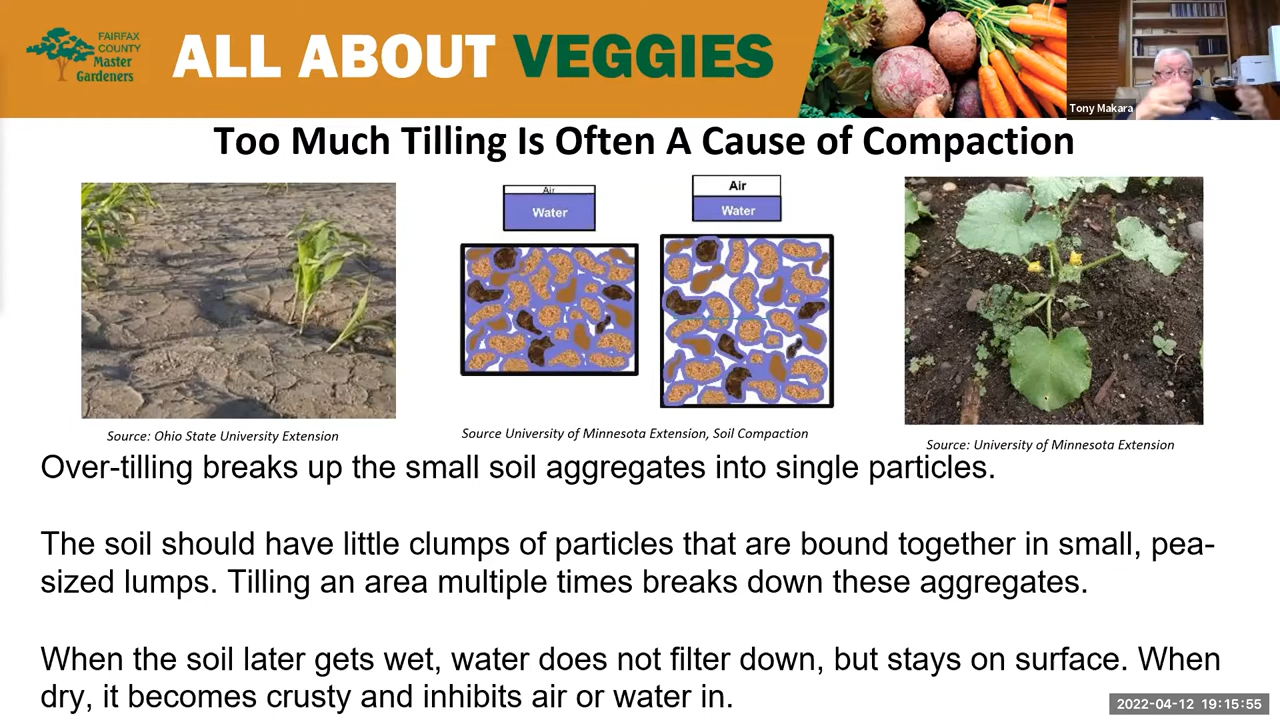 FAIRFAX
COUNTY
Master
Gardeners
ALL ABOUT VEGGIES
Tony Makara
Too Much Tilling Is Often A Cause of Compaction
Air
Water
Air
Water
Source: Ohio State University Extension
Source University of Minnesota Extension, Soil Compaction
Source: University of Minnesota Extension
Over-tilling breaks up the small soil aggregates into single particles.
The soil should have little clumps of particles that are bound together in small, pea-
sized lumps. Tilling an area multiple times breaks down these aggregates.
When the soil later gets wet, water does not filter down, but stays on surface. When
dry, it becomes crusty and inhibits air or water in.
2022-04-12 19:15:55